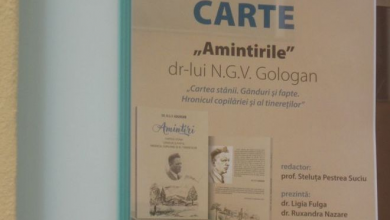 CARTE
„Amintirile”
dr-lui N.G.V. Gologan
„Cartea stânii. Gânduri și fapte.
Hronicul copilăriei și al tinereților”
Amintiri
redactor:
prof. Steluța Pestrea Suciu
prezintă:
dr. Ligia Fulga
dr. Ruxandra Nazare